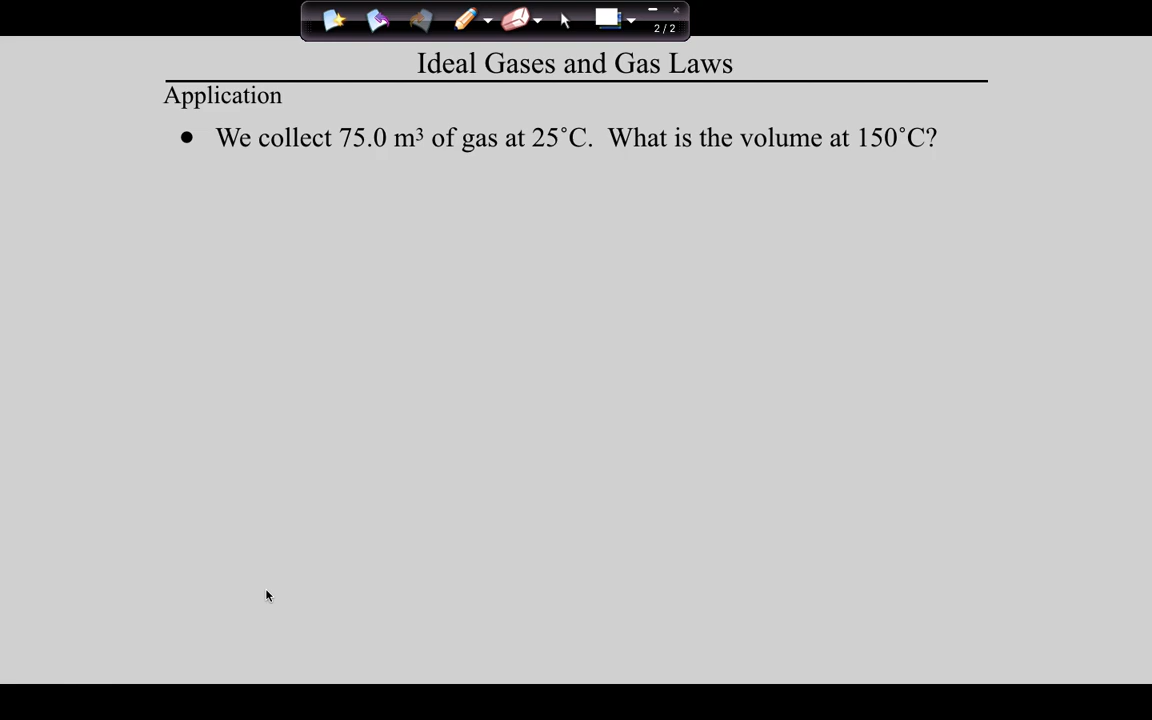 2 / 2
Ideal Gases and Gas Laws
Application
● We collect 75.0 m³ of gas at 25˚C. What is the volume at 150˚C?